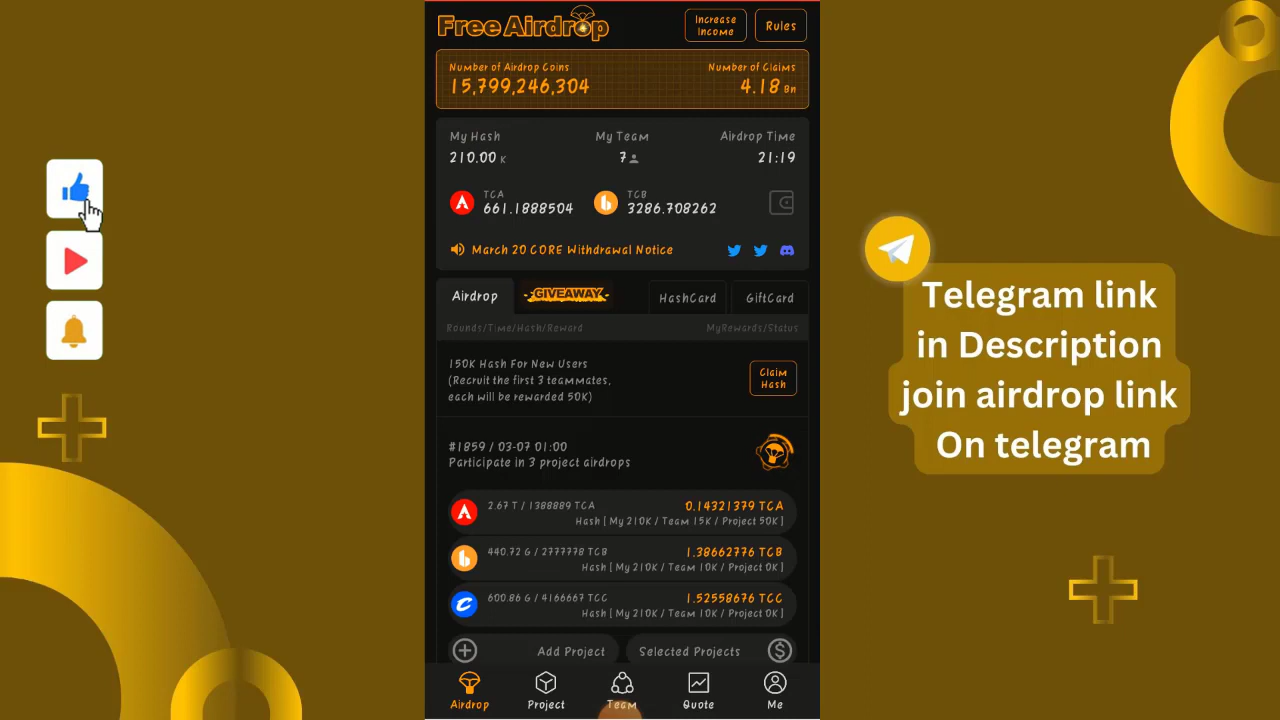 Free Airdrop
Increase
Income
Rules
Number of Airdrop Coins
15,799,246,304
Number of Claims
4.18 Bn
My Hash
210.00 K
My Team
7
Airdrop Time
21:19
TCA
661.1888504
TCB
3286.708262
March 20 CORE Withdrawal Notice
Airdrop
GIVEAWAY
HashCard
GiftCard
Rounds/Time/Hash/Reward
MyRewards/Status
150K Hash For New Users
(Recruit the first 3 teammates,
each will be rewarded 50K)
Claim
Hash
#1859 / 03-07 01:00
Participate in 3 project airdrops
2.67 T / 1388889 TCA
0.14321379 TCA
Hash [ My 210K / Team 15K / Project 50K ]
440.72 G / 2777778 TCB
1.38662776 TCB
Hash [ My 210K / Team 10K / Project 0K ]
600.86 G / 4166667 TCC
1.52558676 TCC
Hash [ My 210K / Team 10K / Project 0K ]
Add Project
Selected Projects
Airdrop
Project
Team
Quote
Me
Telegram link
in Description
join airdrop link
On telegram